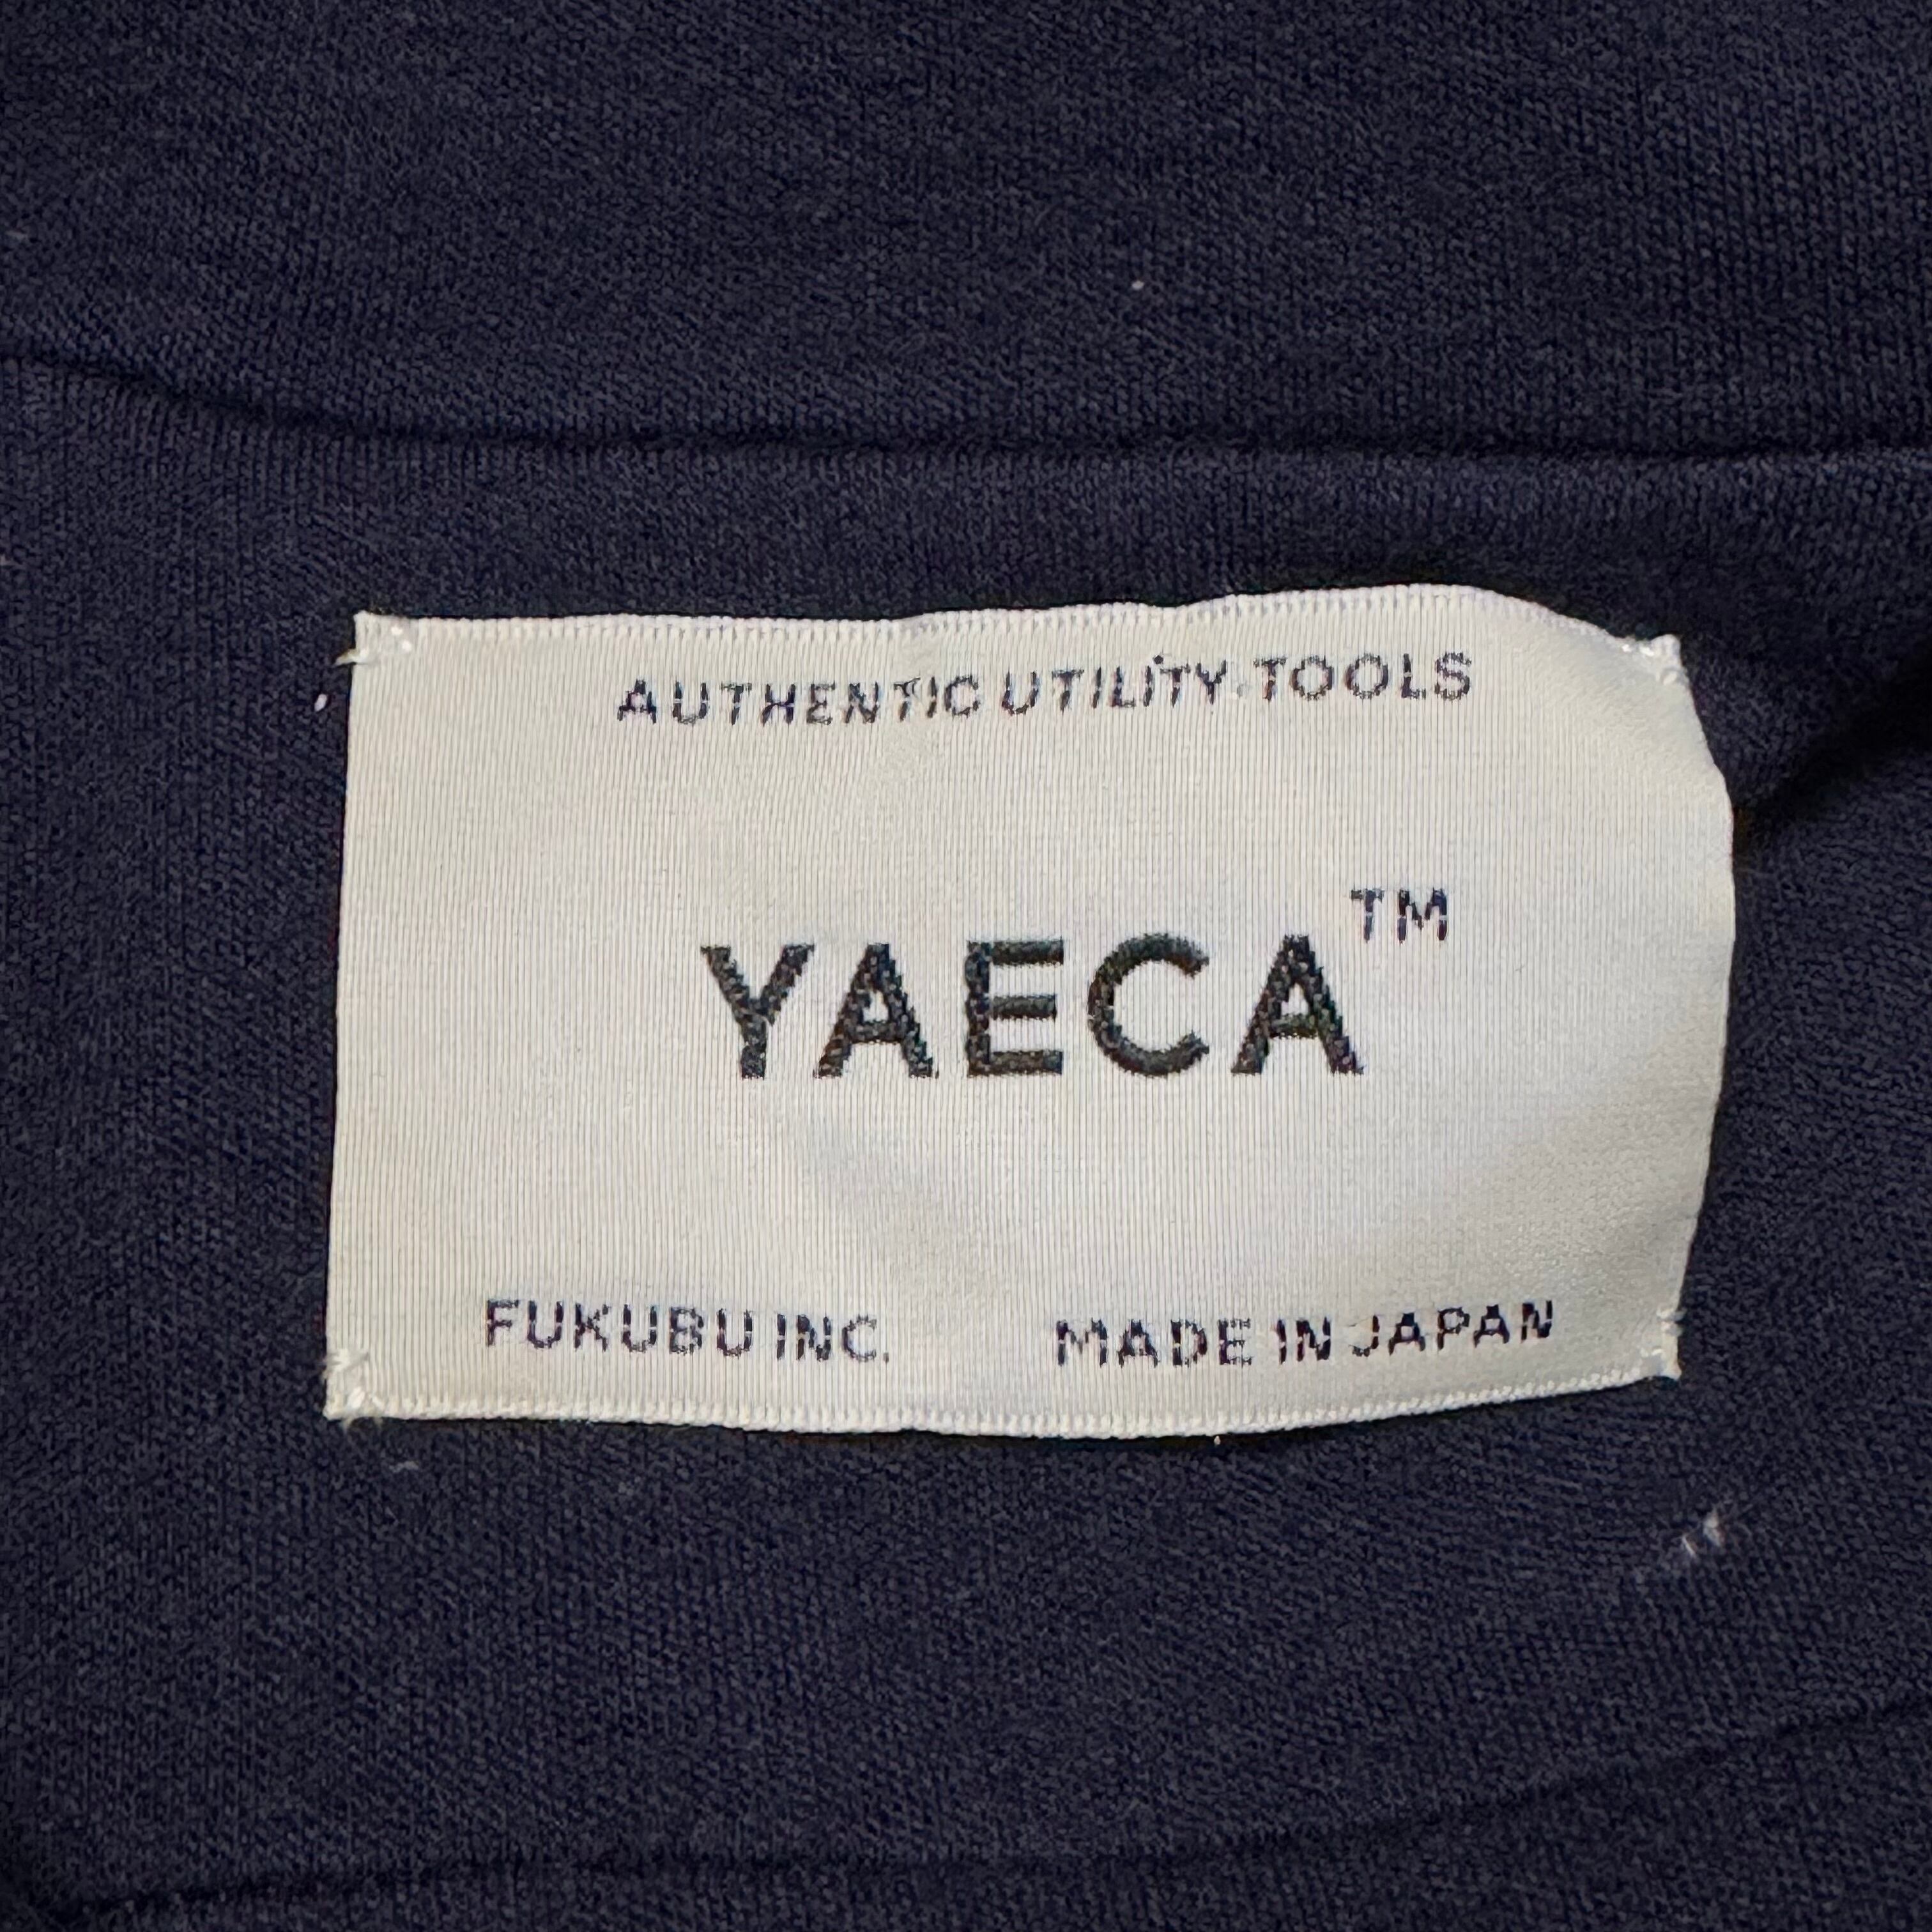 AUTHENTIC UTILITY TOOLS
YAECA™
FUKUBU INC. MADE IN JAPAN